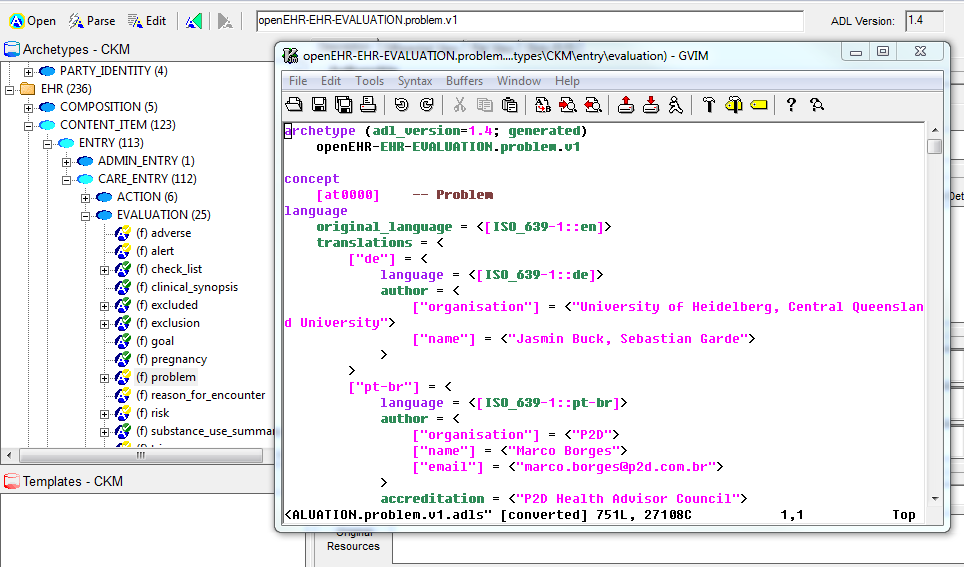 Open Parse Edit openEHR-EHR-EVALUATION.problem.v1 ADL Version: 1.4
Archetypes - CKM
PARTY_IDENTITY (4)
EHR (236)
COMPOSITION (5)
CONTENT_ITEM (123)
ENTRY (113)
ADMIN_ENTRY (1)
CARE_ENTRY (112)
ACTION (6)
EVALUATION (25)
(f) adverse
(f) alert
(f) check_list
(f) clinical_synopsis
(f) excluded
(f) exclusion
(f) goal
(f) pregnancy
(f) problem
(f) reason_for_encounter
(f) risk
(f) substance_use_summar
Templates - CKM
openEHR-EHR-EVALUATION.problem....types\CKM\entry\evaluation) - GVIM
File Edit Tools Syntax Buffers Window Help
archetype (adl_version=1.4; generated)
openEHR-EHR-EVALUATION.problem.v1
concept
[at0000] -- Problem
language
original_language = <[ISO_639-1::en]>
translations = <
["de"] = <
language = <[ISO_639-1::de]>
author = <
["organisation"] = <"University of Heidelberg, Central Queenslan
d University">
["name"] = <"Jasmin Buck, Sebastian Garde">
>
>
["pt-br"] = <
language = <[ISO_639-1::pt-br]>
author = <
["organisation"] = <"P2D">
["name"] = <"Marco Borges">
["email"] = <"marco.borges@p2d.com.br">
>
accreditation = <"P2D Health Advisor Council">
<ALUATION.problem.v1.adls" [converted] 751L, 27108C 1,1 Top
Det
Original
Resources